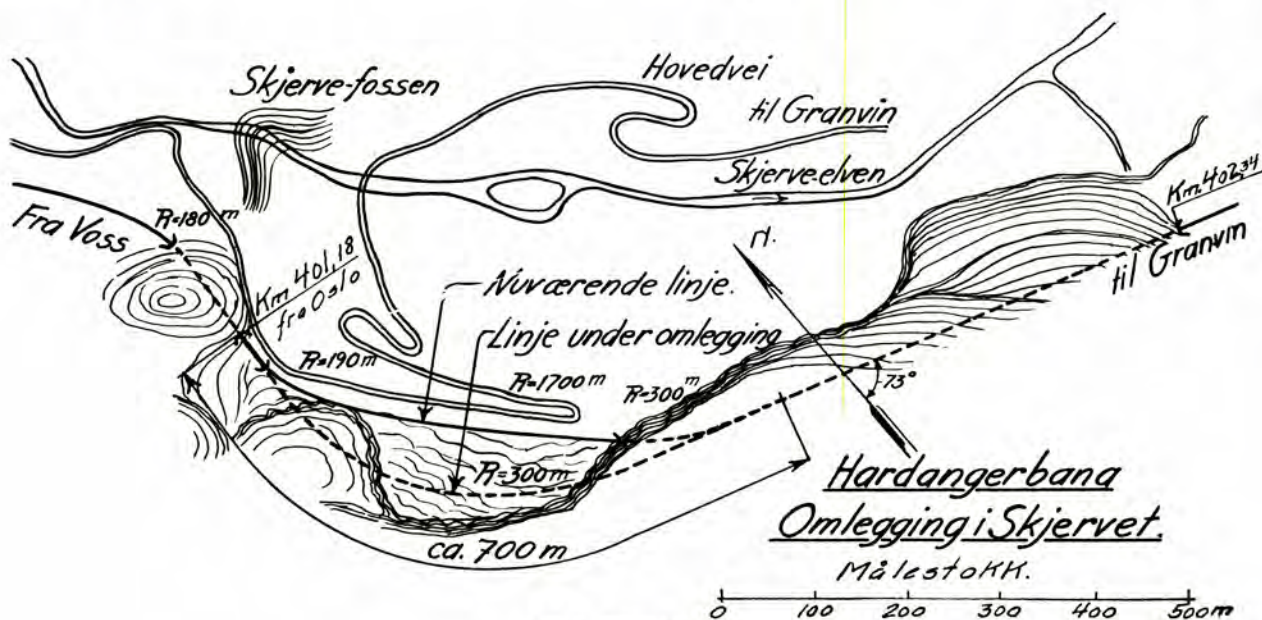 Skjerve-fossen
Hovedvei
til Granvin
Skjerve-elven
Km. 402,34
Fra Voss
R=180 m
n.
til Granvin
Km 401,18
fra Oslo
Nuværende linje.
Linje under omlegging
R=190 m
R=1700 m
R=300 m
73°
R=300 m
ca. 700 m
Hardangerbana
Omlegging i Skjervet.
Målestokk.
0 100 200 300 400 500m